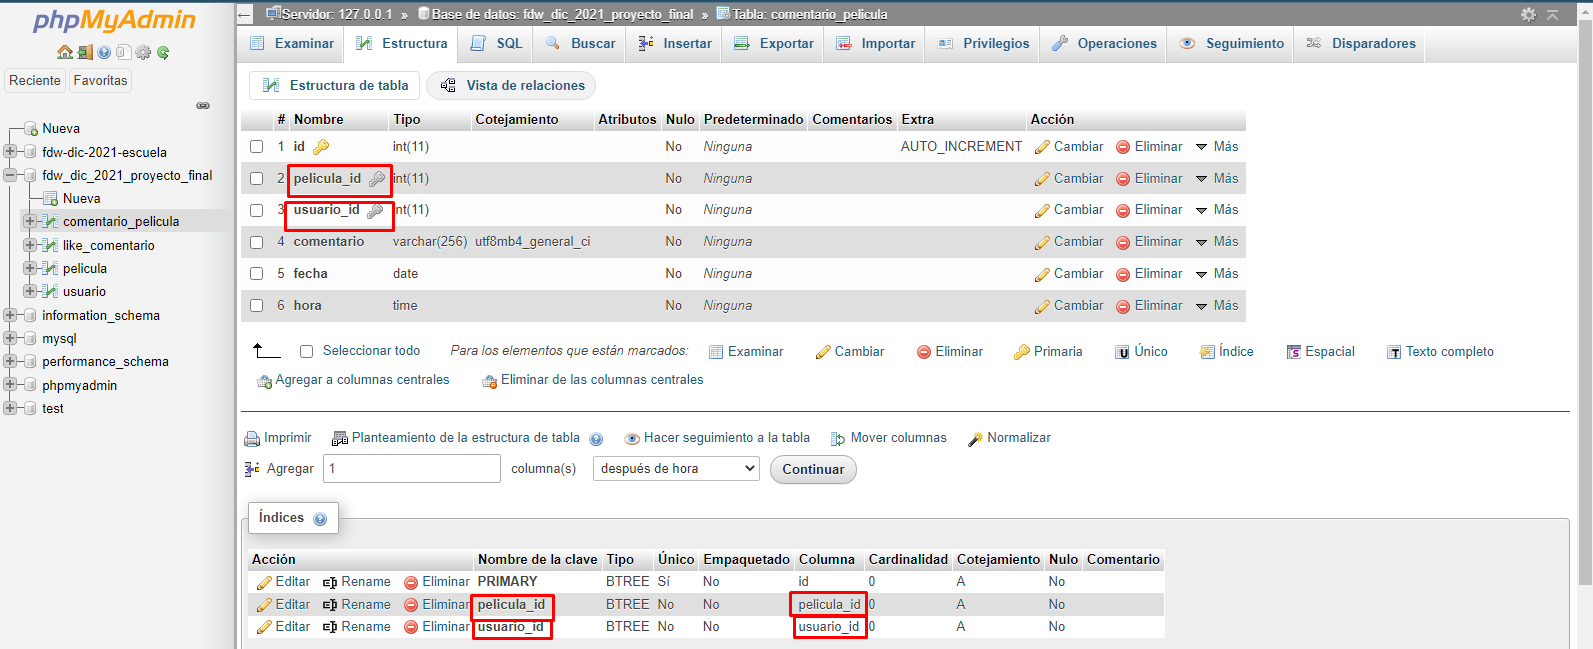 phpMyAdmin
Reciente Favoritas
Nueva
fdw-dic-2021-escuela
fdw_dic_2021_proyecto_final
Nueva
comentario_pelicula
like_comentario
pelicula
usuario
information_schema
mysql
performance_schema
phpmyadmin
test
Servidor: 127.0.0.1 » Base de datos: fdw_dic_2021_proyecto_final » Tabla: comentario_pelicula
Examinar Estructura SQL Buscar Insertar Exportar Importar Privilegios Operaciones Seguimiento Disparadores
Estructura de tabla Vista de relaciones
# Nombre Tipo Cotejamiento Atributos Nulo Predeterminado Comentarios Extra Acción
1 id int(11) No Ninguna AUTO_INCREMENT Cambiar Eliminar Más
2 pelicula_id int(11) No Ninguna Cambiar Eliminar Más
3 usuario_id int(11) No Ninguna Cambiar Eliminar Más
4 comentario varchar(256) utf8mb4_general_ci No Ninguna Cambiar Eliminar Más
5 fecha date No Ninguna Cambiar Eliminar Más
6 hora time No Ninguna Cambiar Eliminar Más
Seleccionar todo Para los elementos que están marcados: Examinar Cambiar Eliminar Primaria Único Índice Espacial Texto completo
Agregar a columnas centrales Eliminar de las columnas centrales
Imprimir Planteamiento de la estructura de tabla Hacer seguimiento a la tabla Mover columnas Normalizar
Agregar 1 columna(s) después de hora Continuar
Índices
Acción Nombre de la clave Tipo Único Empaquetado Columna Cardinalidad Cotejamiento Nulo Comentario
Editar Rename Eliminar PRIMARY BTREE Sí No id 0 A No
Editar Rename Eliminar pelicula_id BTREE No No pelicula_id 0 A No
Editar Rename Eliminar usuario_id BTREE No No usuario_id 0 A No